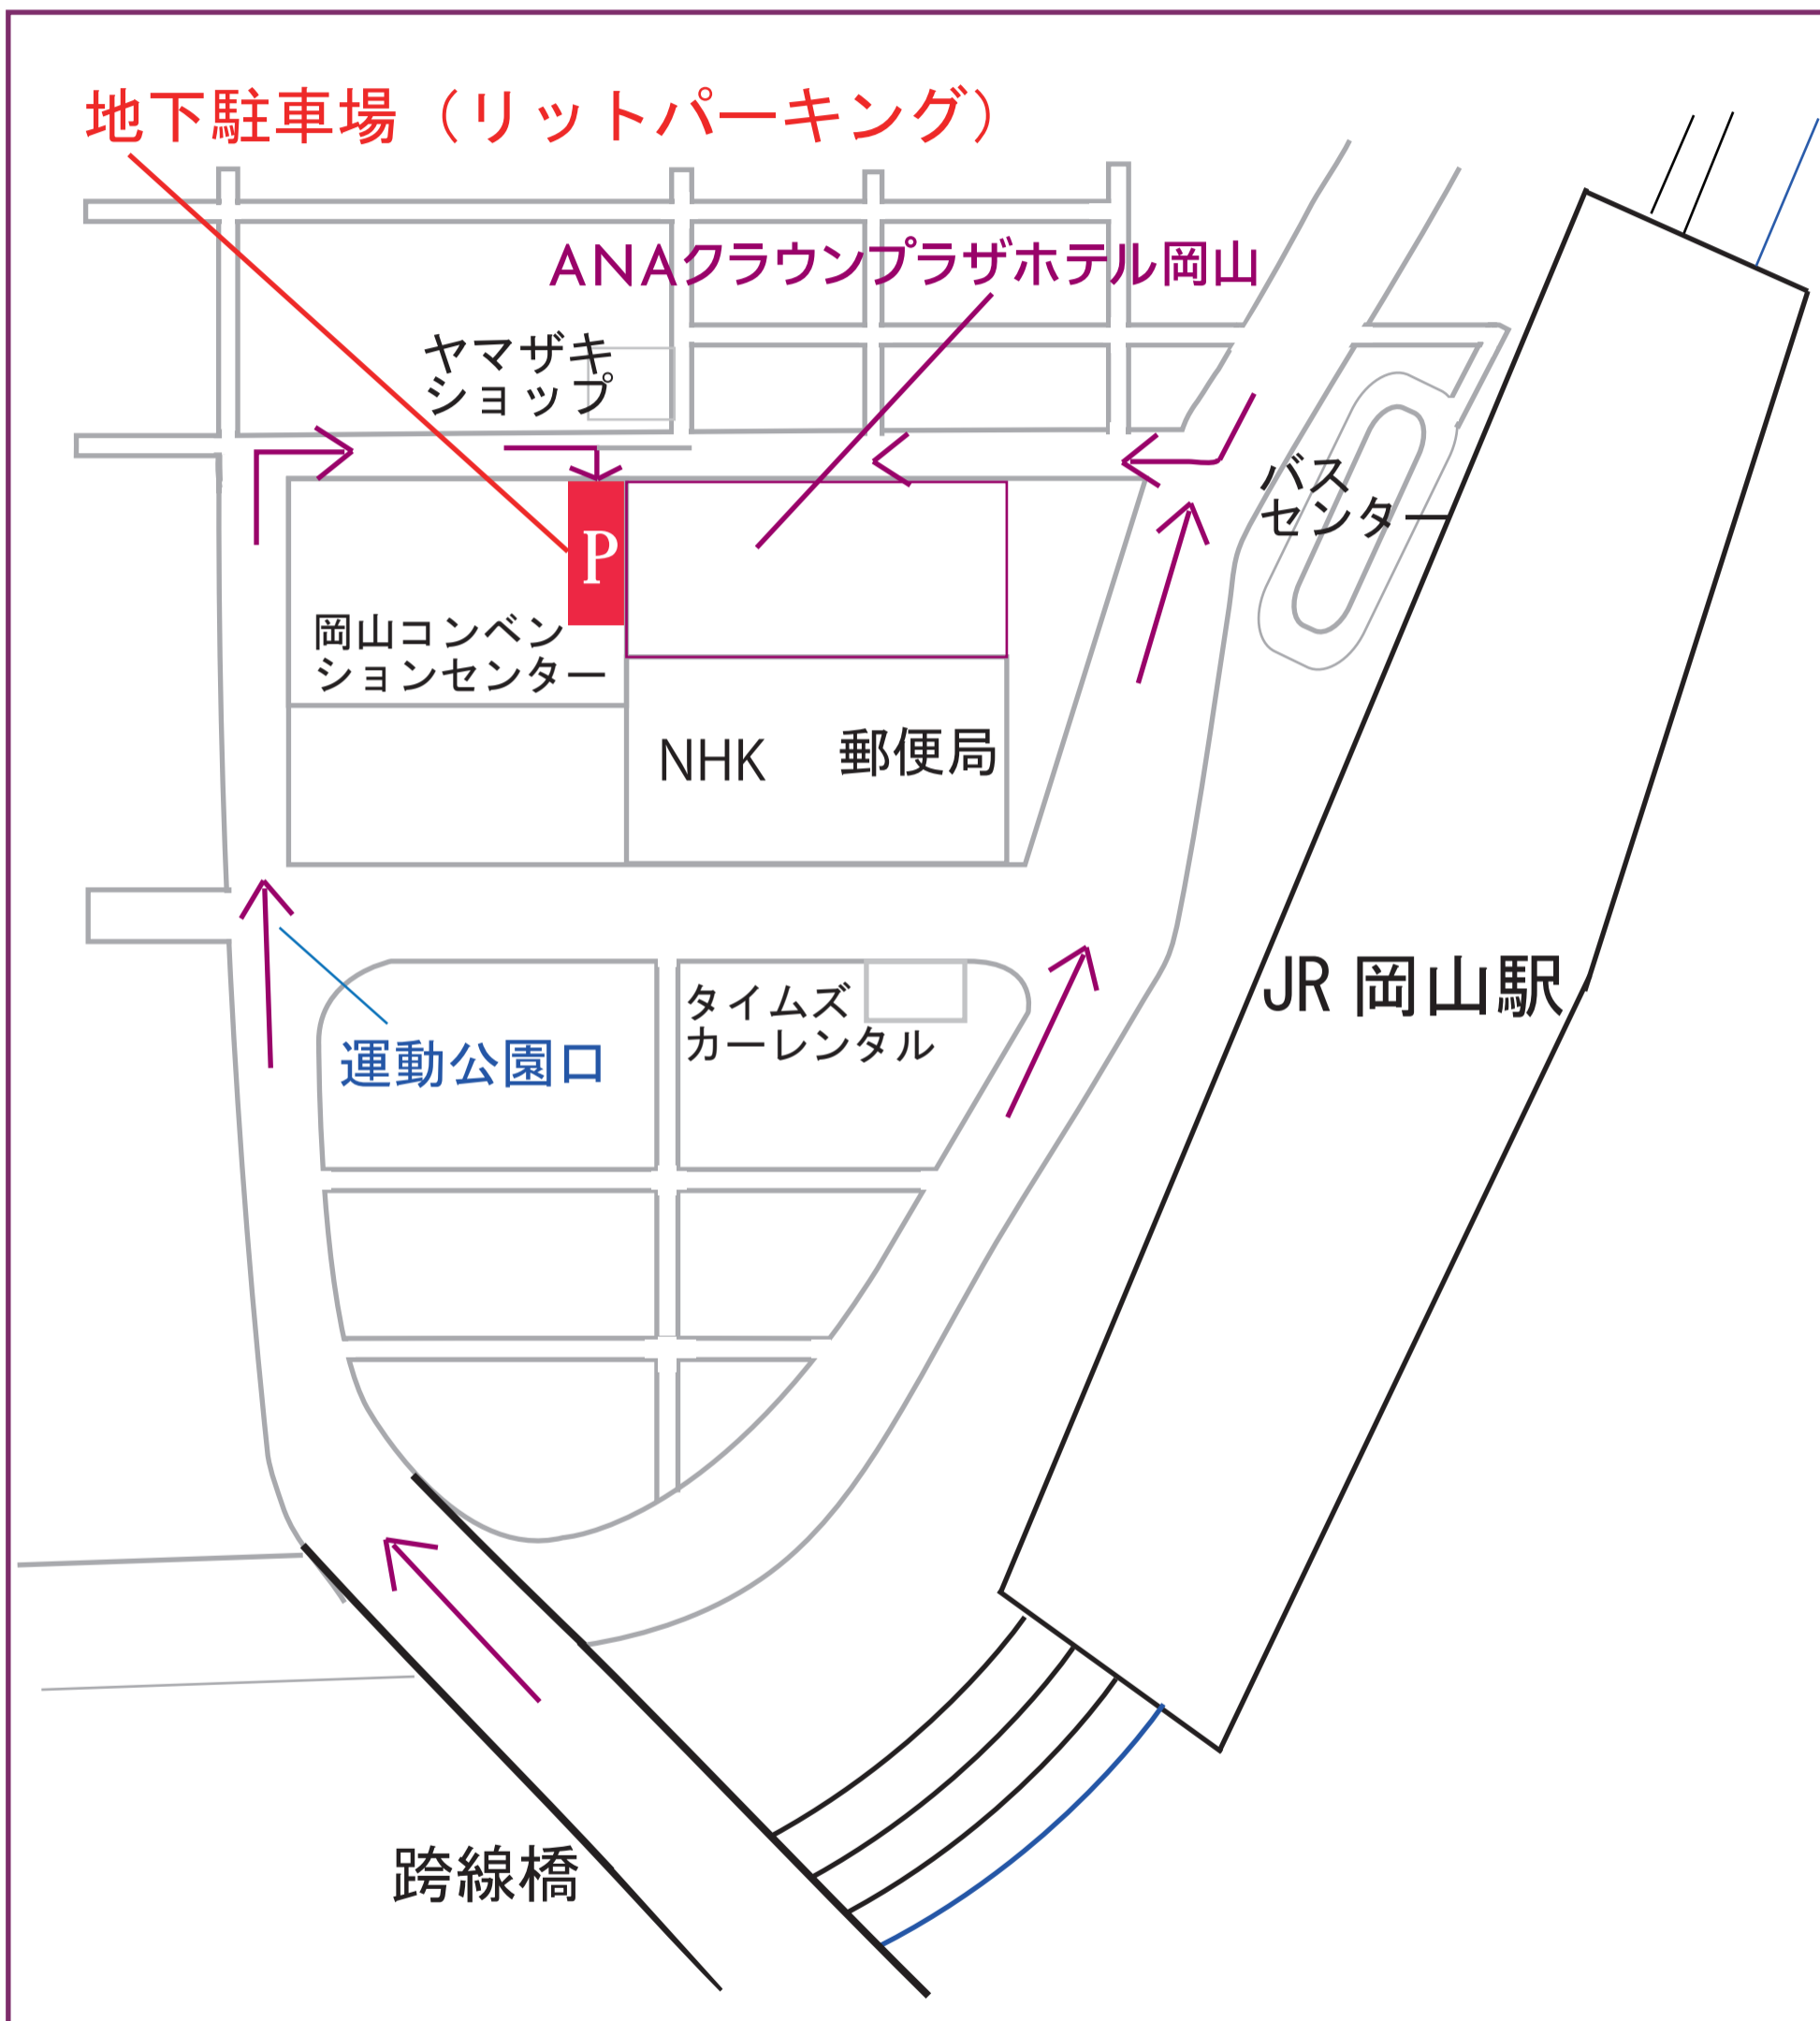 地下駐車場（リットパーキング）
ANAクラウンプラザホテル岡山
ヤマザキ
ショップ
バス
センター
P
岡山コンベン
ションセンター
NHK　郵便局
JR 岡山駅
タイムズ
カーレンタル
運動公園口
跨線橋